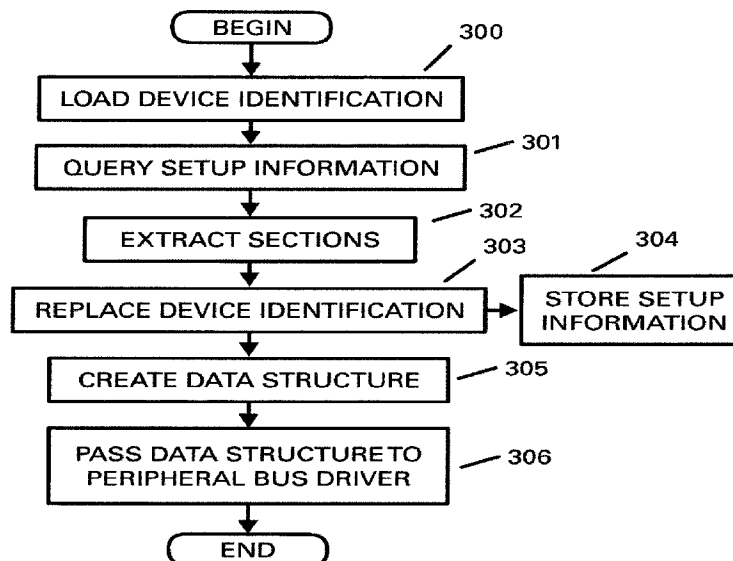 BEGIN
300
LOAD DEVICE IDENTIFICATION
301
QUERY SETUP INFORMATION
302
EXTRACT SECTIONS
303
304
REPLACE DEVICE IDENTIFICATION
STORE SETUP
INFORMATION
CREATE DATA STRUCTURE
305
PASS DATA STRUCTURE TO
PERIPHERAL BUS DRIVER
306
END